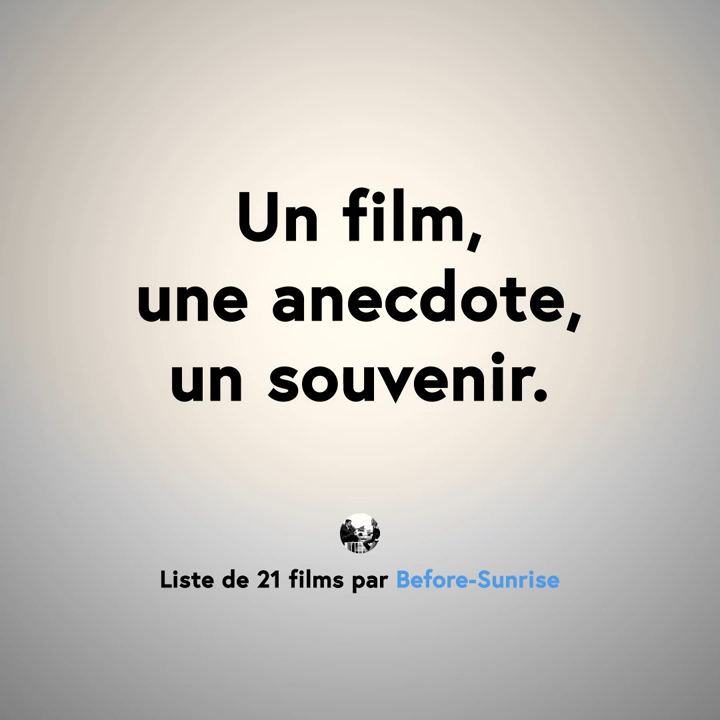 Un film,
une anecdote,
un souvenir.
Liste de 21 films par Before-Sunrise